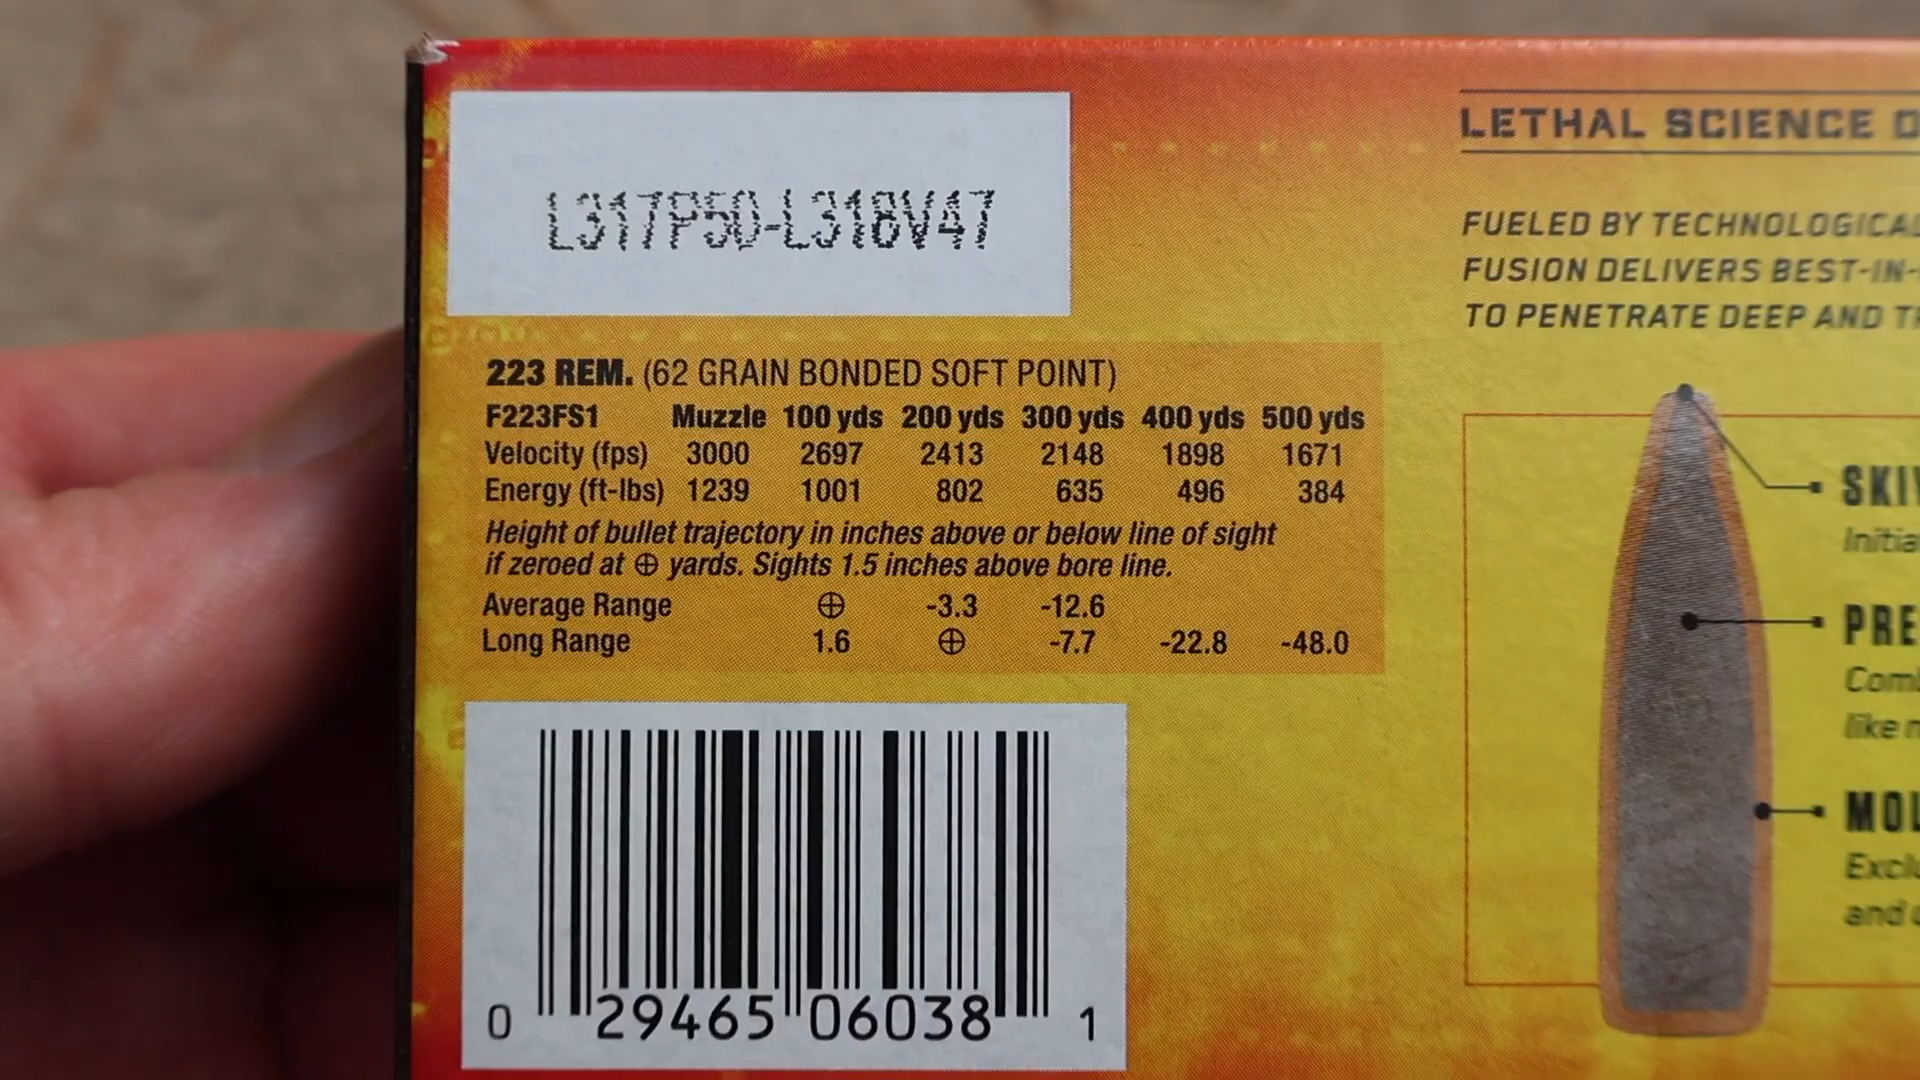 L317P50-L318V47
223 REM. (62 GRAIN BONDED SOFT POINT)
F223FS1 Muzzle 100 yds 200 yds 300 yds 400 yds 500 yds
Velocity (fps) 3000 2697 2413 2148 1898 1671
Energy (ft-lbs) 1239 1001 802 635 496 384
Height of bullet trajectory in inches above or below line of sight
if zeroed at ⊕ yards. Sights 1.5 inches above bore line.
Average Range ⊕ -3.3 -12.6
Long Range 1.6 ⊕ -7.7 -22.8 -48.0
0 29465 06038 1
LETHAL SCIENCE
FUELED BY TECHNOLOGICAL
FUSION DELIVERS BEST-IN-
TO PENETRATE DEEP AND
like
and